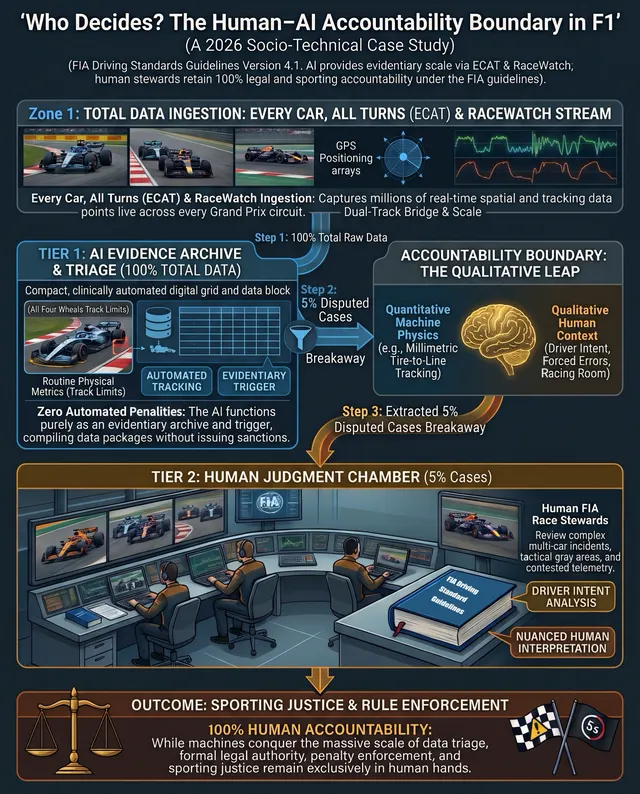 ‘Who Decides? The Human–AI Accountability Boundary in F1’
(A 2026 Socio-Technical Case Study)
(FIA Driving Standards Guidelines Version 4.1. AI provides evidentiary scale via ECAT & RaceWatch;
human stewards retain 100% legal and sporting accountability under the FIA guidelines).
Zone 1: TOTAL DATA INGESTION: EVERY CAR, ALL TURNS (ECAT) & RACEWATCH STREAM
GPS
Positioning
arrays
Every Car, All Turns (ECAT) & RaceWatch Ingestion: Captures millions of real-time spatial and tracking data
points live across every Grand Prix circuit.
Dual-Track Bridge & Scale
Step 1: 100% Total Raw Data
TIER 1: AI EVIDENCE ARCHIVE
& TRIAGE (100% TOTAL DATA)
Compact, clinically automated digital grid and data block
(All Four Wheels Track Limits)
Routine Physical
Metrics (Track Limits)
AUTOMATED
TRACKING
EVIDENTIARY
TRIGGER
Zero Automated Penalities: The AI functions
purely as an evidentiary archive and trigger,
compiling data packages without issuing sanctions.
Step 2:
5% Disputed
Cases
Breakaway
ACCOUNTABILITY BOUNDARY:
THE QUALITATIVE LEAP
Quantitative
Machine
Physics
(e.g., Millimetric
Tire-to-Line
Tracking)
Qualitative
Human
Context
(Driver Intent,
Forced Errors,
Racing Room)
Step 3: Extracted 5%
Disputed Cases Breakaway
TIER 2: HUMAN JUDGMENT CHAMBER (5% Cases)
FIA
Human FIA
Race Stewards
Review complex
multi-car incidents,
tactical gray areas, and
contested telemetry.
FIA Driving
Standard
Guidelines
DRIVER INTENT
ANALYSIS
NUANCED HUMAN
INTERPRETATION
OUTCOME: SPORTING JUSTICE & RULE ENFORCEMENT
100% HUMAN ACCOUNTABILITY:
While machines conquer the massive scale of data triage,
formal legal authority, penalty enforcement, and
sporting justice remain exclusively in human hands.
5s